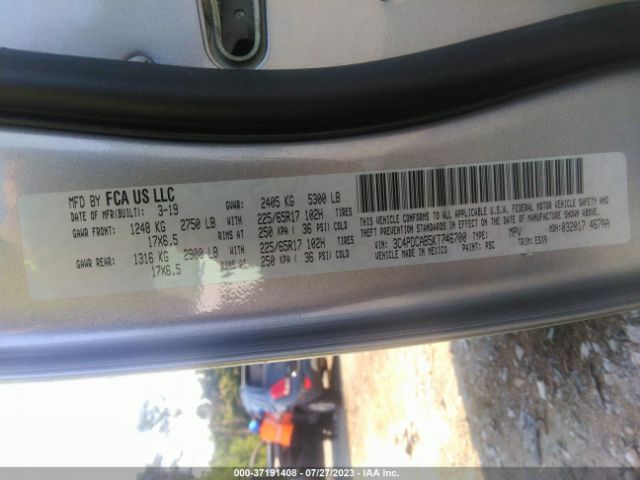 MFD BY FCA US LLC
DATE OF MFR(BUILT): 3-19 GVWR: 2405 KG 5300 LB
GAWR FRONT: 1248 KG 2750 LB WITH 225/65R17 102H TIRES
17X6.5 RIMS AT 250 KPA ( 36 PSI) COLD
GAWR REAR: 1316 KG 2900 LB WITH 225/65R17 102H TIRES
17X6.5 RIMS AT 250 KPA ( 36 PSI) COLD
THIS VEHICLE CONFORMS TO ALL APPLICABLE U.S.A. FEDERAL MOTOR VEHICLE SAFETY AND
THEFT PREVENTION STANDARDS IN EFFECT ON THE DATE OF MANUFACTURE SHOWN ABOVE.
VIN: 3C4PDCAB5KT746700 TYPE: MPV MDH: 032017 467AA
VEHICLE MADE IN MEXICO PAINT: PSC TRIM: E5X9
000-37191408 / 07/27/2023 - IAA Inc.